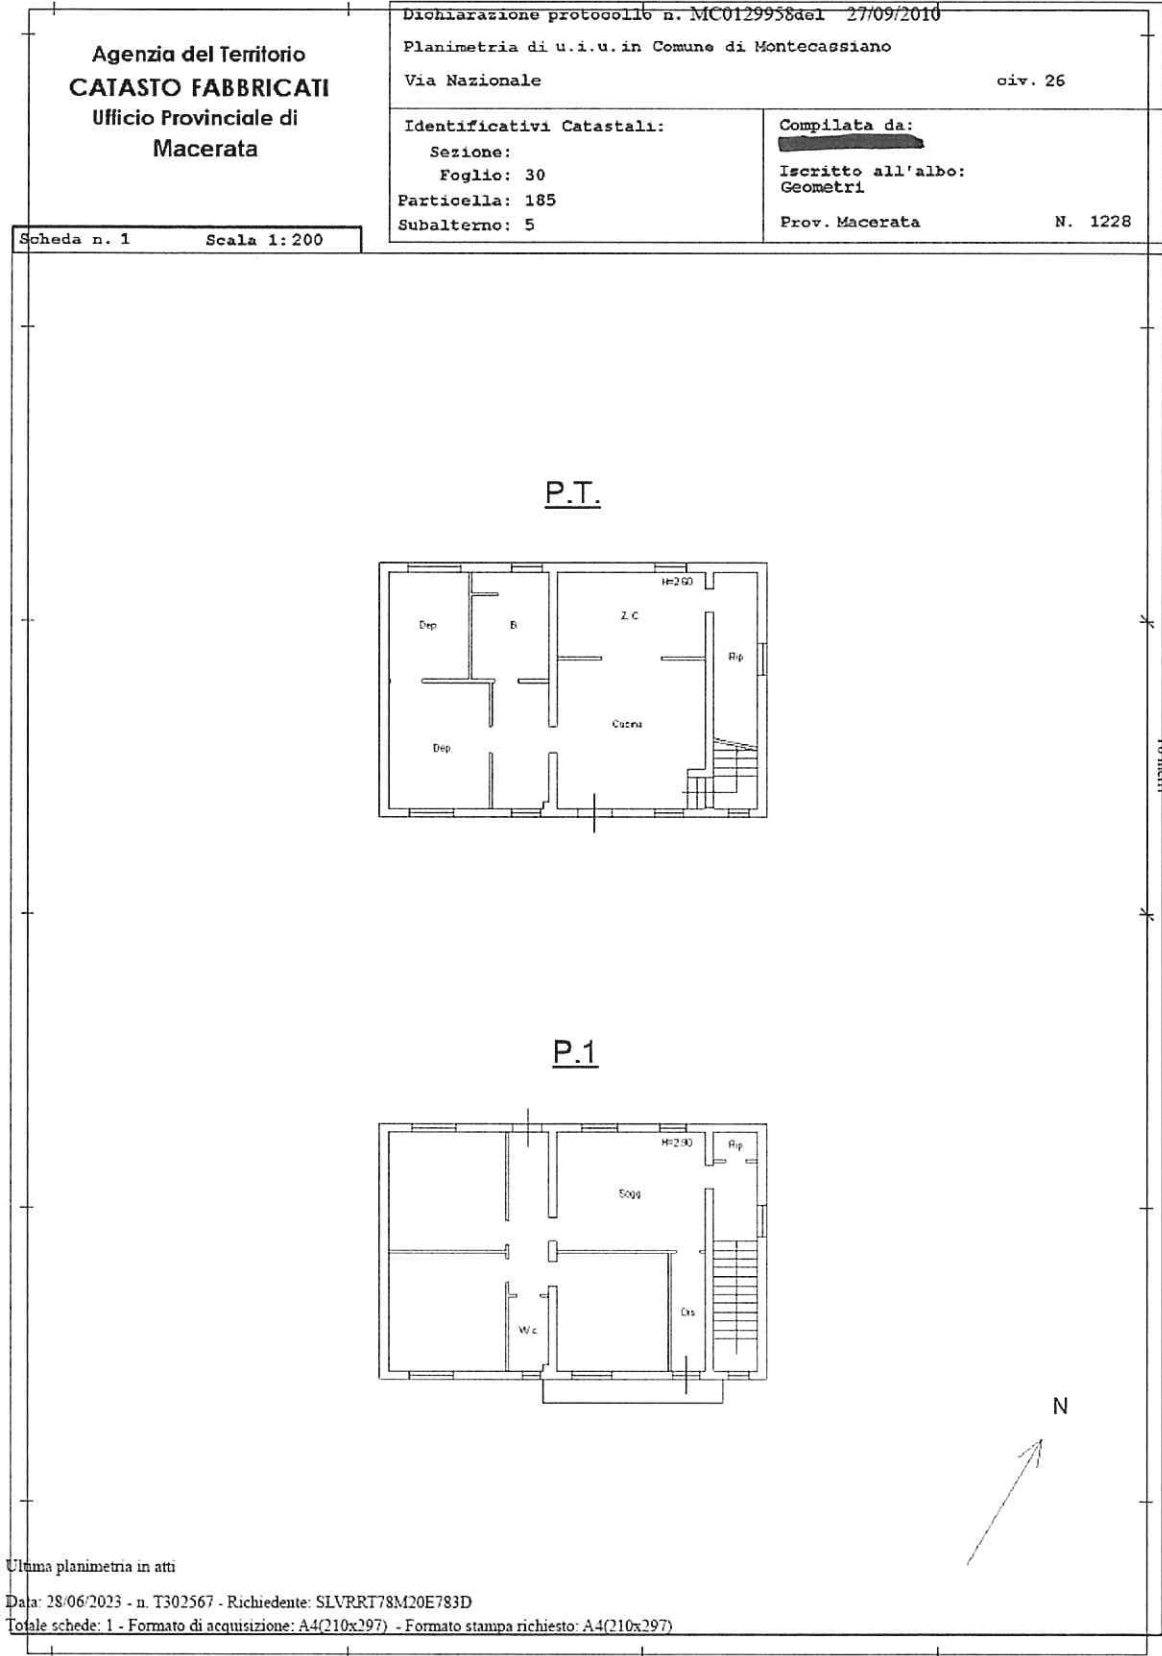 Agenzia del Territorio
CATASTO FABBRICATI
Ufficio Provinciale di
Macerata
Dichiarazione protocollo n. MC0129958del 27/09/2010
Planimetria di u.i.u. in Comune di Montecassiano
Via Nazionale civ. 26
Identificativi Catastali:
Sezione:
Foglio: 30
Particella: 185
Subalterno: 5
Compilata da:
Iscritto all'albo:
Geometri
Prov. Macerata N. 1228
Scheda n. 1 Scala 1:200
P.T.
H=2.60
Dep
B
Z. C
Rip
Cucina
Dep
P.1
H=2.90
Rip
Sogg
Dis
W.c
N
Ultima planimetria in atti
Data: 28/06/2023 - n. T302567 - Richiedente: SLVRRT78M20E783D
Totale schede: 1 - Formato di acquisizione: A4(210x297) - Formato stampa richiesto: A4(210x297)